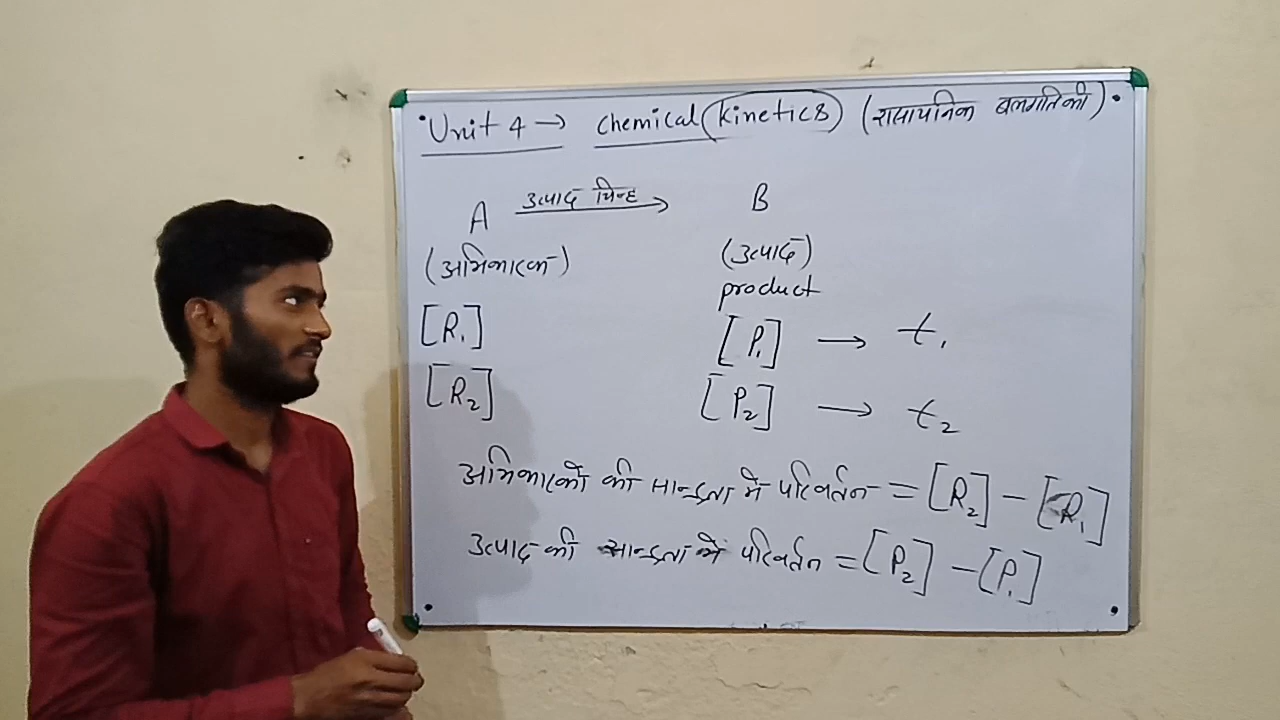 Unit 4 → Chemical Kinetics (रासायनिक बलगतिकी)
A उत्पाद चिन्ह → B
(अभिकारक) (उत्पाद)
product
[R₁] [P₁] → t₁
[R₂] [P₂] → t₂
अभिकारकों की सान्द्रता में परिवर्तन = [R₂] - [R₁]
उत्पाद की सान्द्रता में परिवर्तन = [P₂] - [P₁]